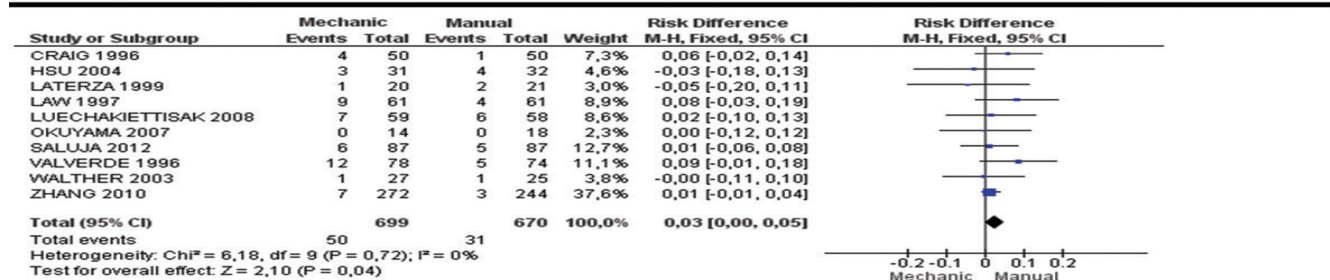 Mechanic Manual Risk Difference Risk Difference
Study or Subgroup Events Total Events Total Weight M-H, Fixed, 95% CI M-H, Fixed, 95% CI
CRAIG 1996 4 50 1 50 7,3% 0,06 [-0,02, 0,14]
HSU 2004 3 31 4 32 4,6% -0,03 [-0,18, 0,13]
LATERZA 1999 1 20 2 21 3,0% -0,05 [-0,20, 0,11]
LAW 1997 9 61 4 61 8,9% 0,08 [-0,03, 0,19]
LUECHAKIETTISAK 2008 7 59 6 58 8,6% 0,02 [-0,10, 0,13]
OKUYAMA 2007 0 14 0 18 2,3% 0,00 [-0,12, 0,12]
SALUJA 2012 6 87 5 87 12,7% 0,01 [-0,06, 0,08]
VALVERDE 1996 12 78 5 74 11,1% 0,09 [-0,01, 0,18]
WALTHER 2003 1 27 1 25 3,8% -0,00 [-0,11, 0,10]
ZHANG 2010 7 272 3 244 37,6% 0,01 [-0,01, 0,04]
Total (95% CI) 699 670 100,0% 0,03 [0,00, 0,05]
Total events 50 31
Heterogeneity: Chi² = 6,18, df = 9 (P = 0,72); I² = 0%
Test for overall effect: Z = 2,10 (P = 0,04)
-0.2 -0.1 0 0.1 0.2
Mechanic Manual